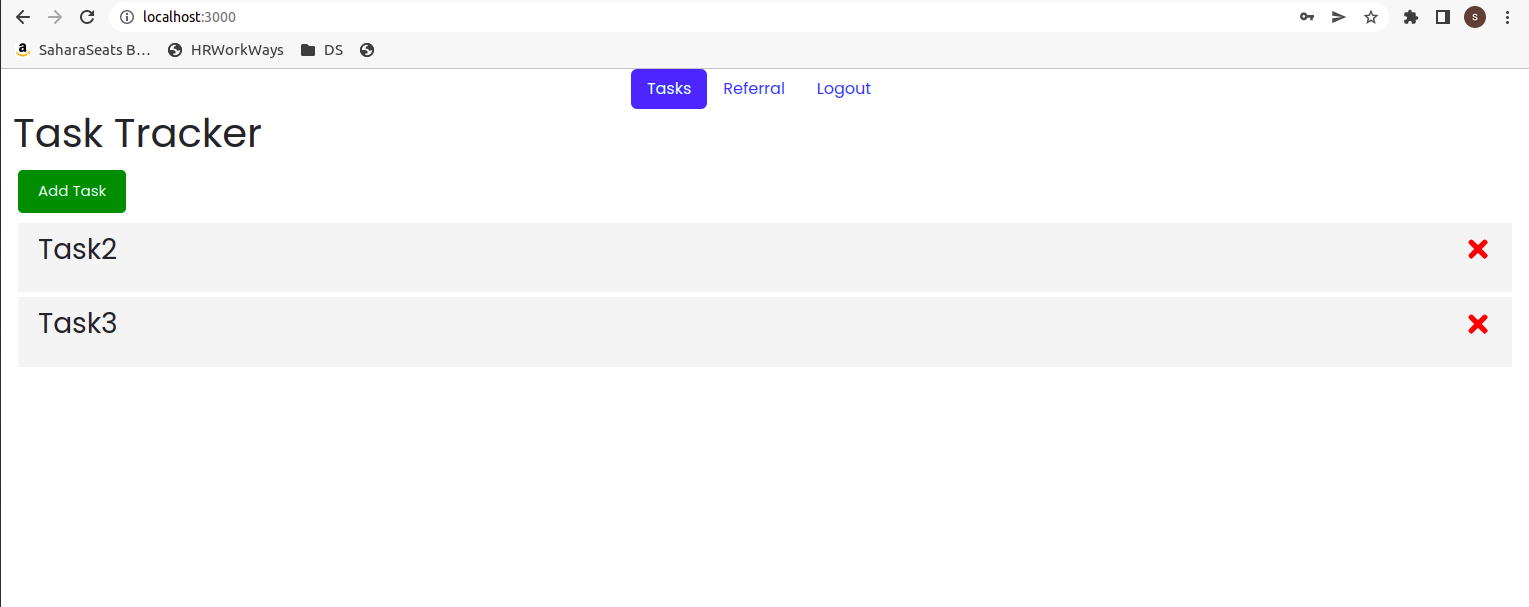 localhost:3000
S
SaharaSeats B... HRWorkWays DS
Tasks Referral Logout
Task Tracker
Add Task
Task2
Task3